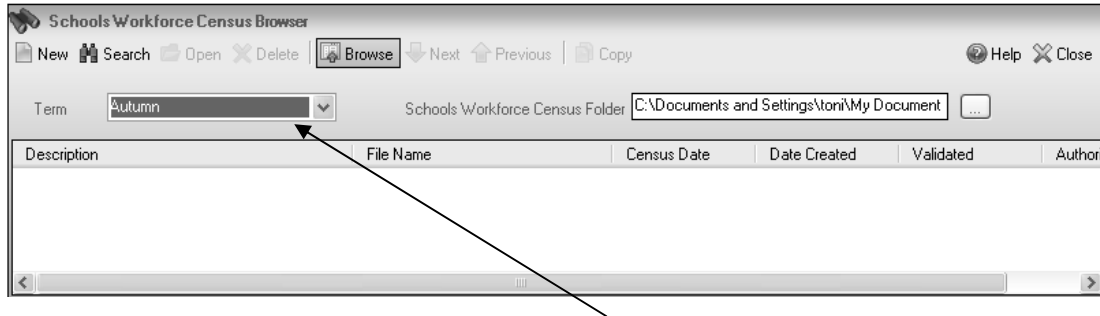 Schools Workforce Census Browser
New Search Open Delete Browse Next Previous Copy Help Close
Term Autumn Schools Workforce Census Folder C:\Documents and Settings\toni\My Document ...
Description File Name Census Date Date Created Validated Author